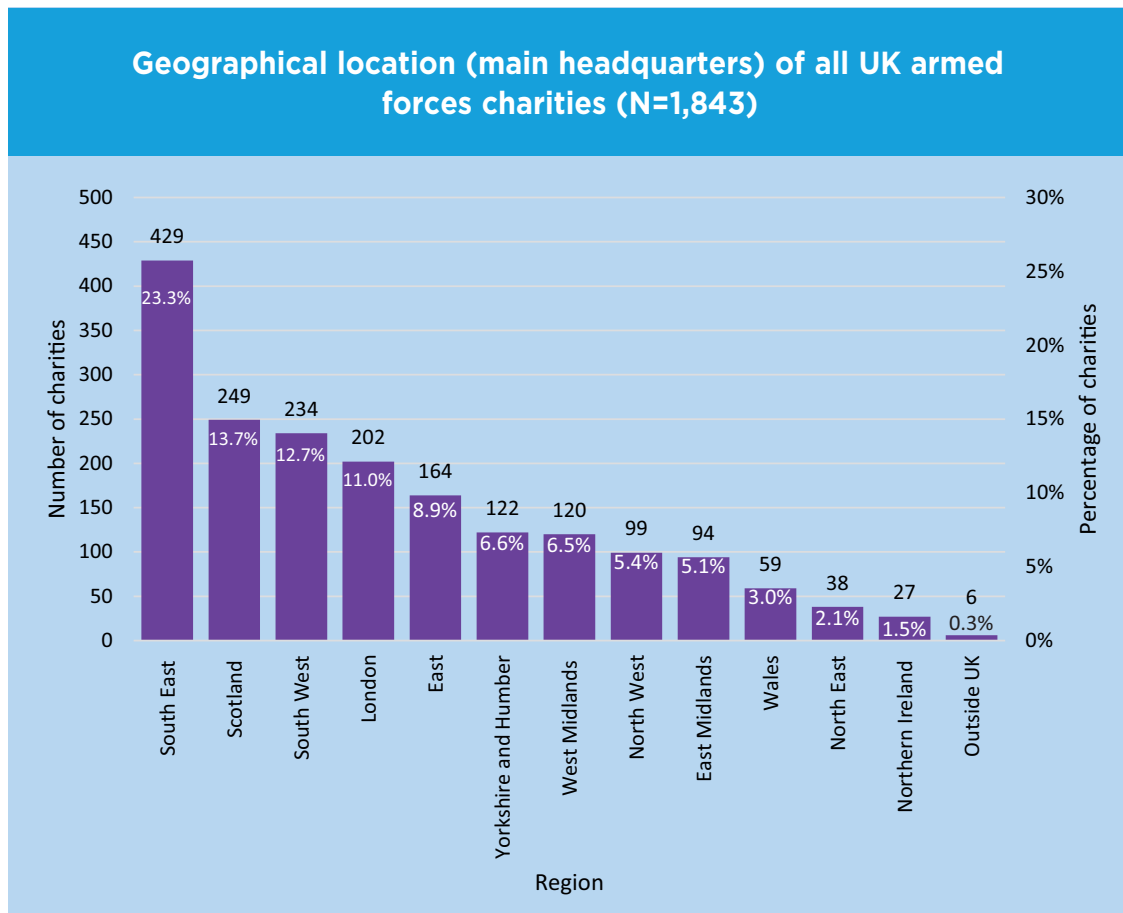 Geographical location (main headquarters) of all UK armed
forces charities (N=1,843)
Number of charities
500
450
400
350
300
250
200
150
100
50
0
30%
25%
20%
15%
10%
5%
0%
Percentage of charities
429
23.3%
249
13.7%
234
12.7%
202
11.0%
164
8.9%
122
6.6%
120
6.5%
99
5.4%
94
5.1%
59
3.0%
38
2.1%
27
1.5%
6
0.3%
South East
Scotland
South West
London
East
Yorkshire and Humber
West Midlands
North West
East Midlands
Wales
North East
Northern Ireland
Outside UK
Region